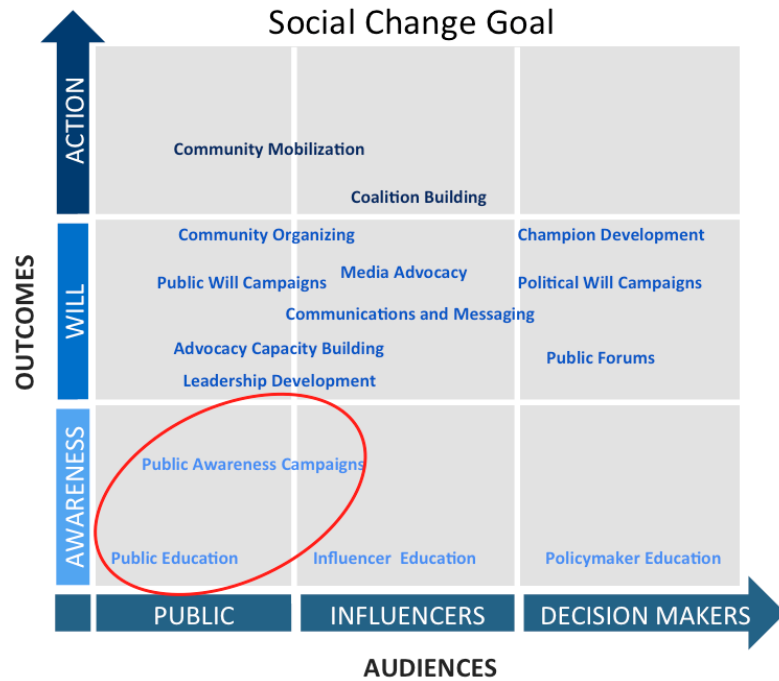 Social Change Goal
ACTION
Community Mobilization
Coalition Building
OUTCOMES
WILL
Community Organizing
Champion Development
Public Will Campaigns
Media Advocacy
Political Will Campaigns
Communications and Messaging
Advocacy Capacity Building
Public Forums
Leadership Development
AWARENESS
Public Awareness Campaigns
Public Education
Influencer Education
Policymaker Education
PUBLIC
INFLUENCERS
DECISION MAKERS
AUDIENCES